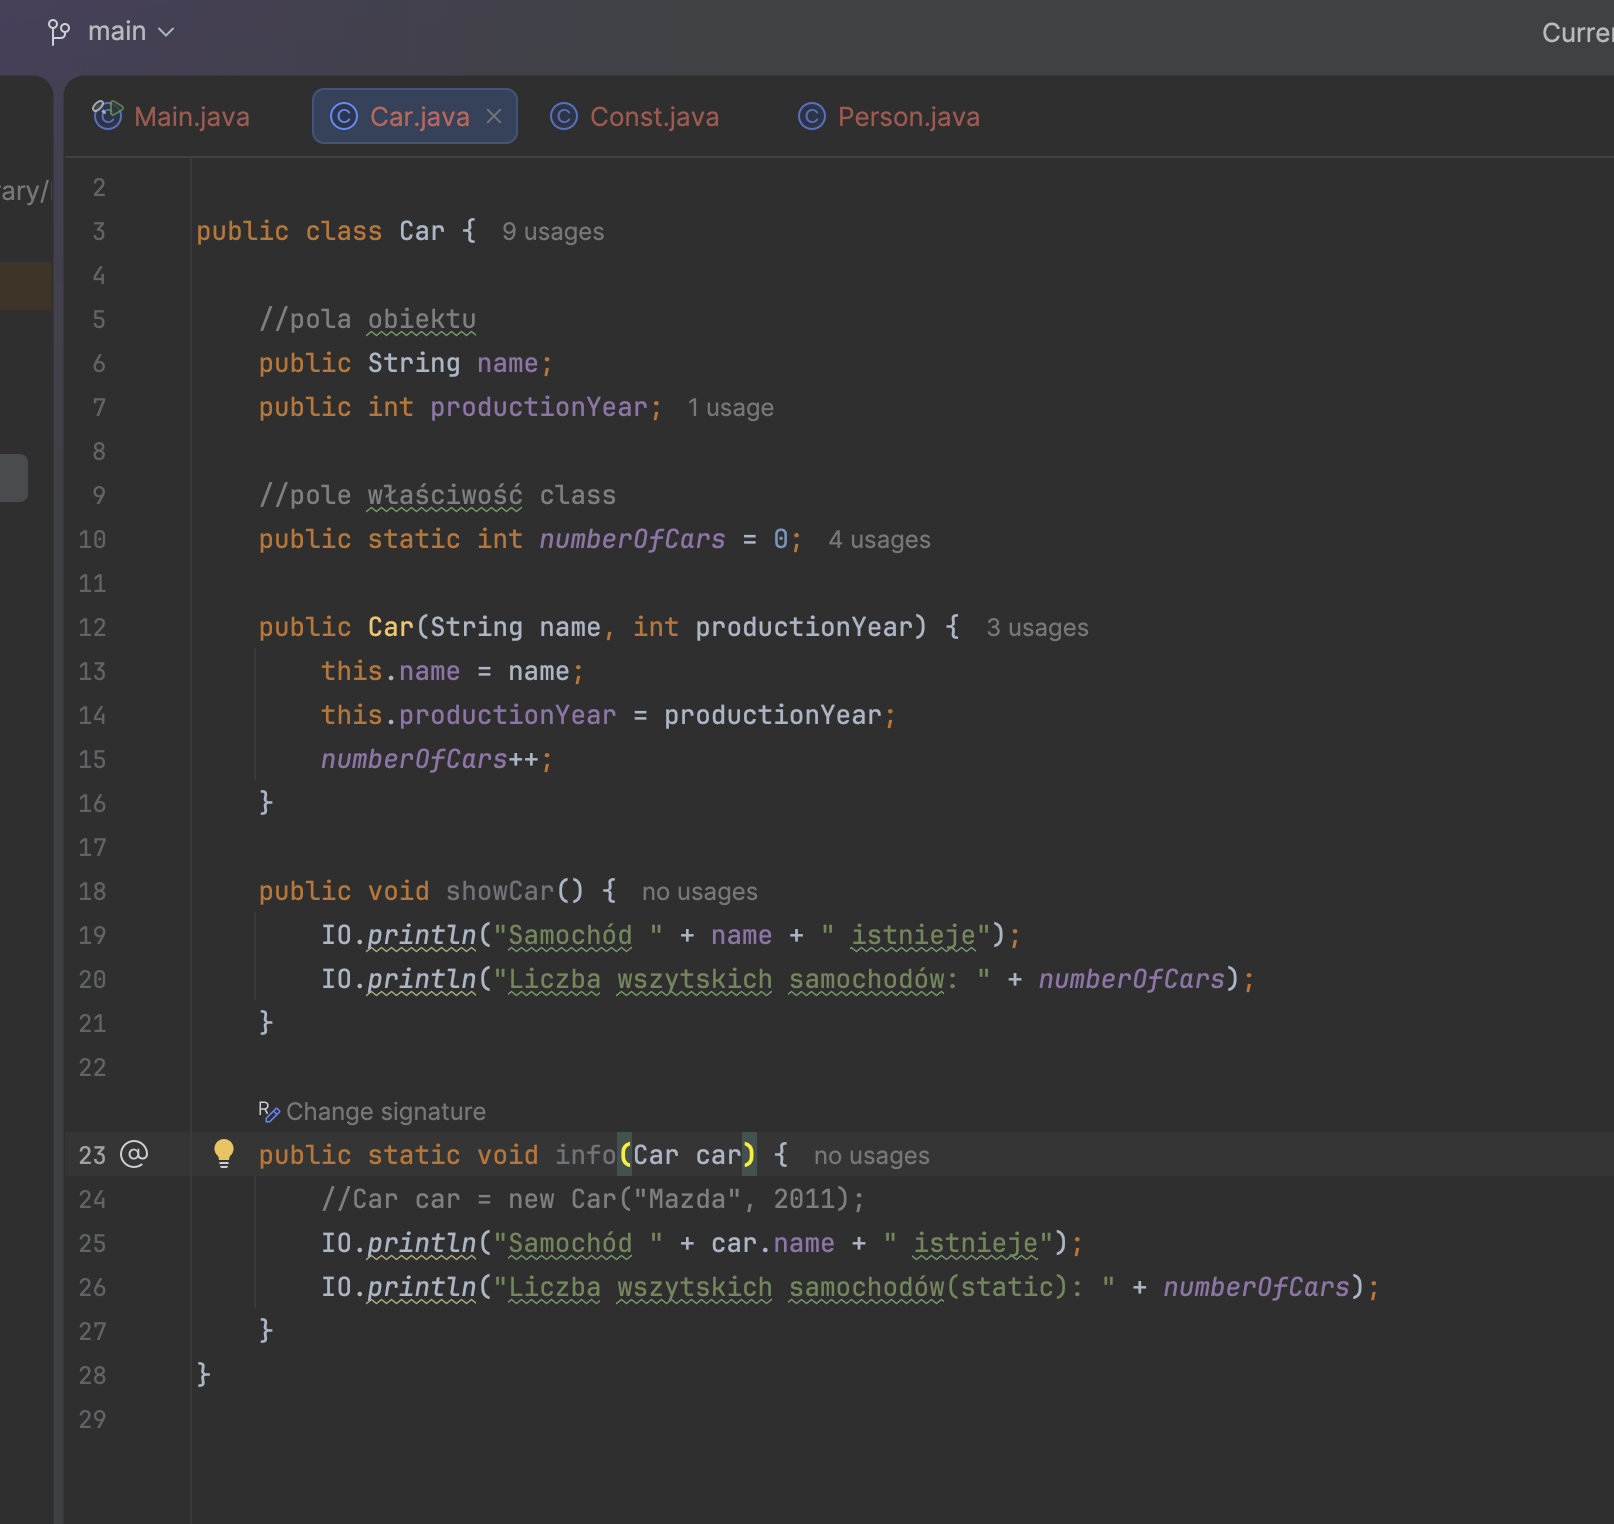 main
Curre
Main.java
Car.java
Const.java
Person.java
ary/
2
3 public class Car { 9 usages
4
5 //pola obiektu
6 public String name;
7 public int productionYear; 1 usage
8
9 //pole właściwość class
10 public static int numberOfCars = 0; 4 usages
11
12 public Car(String name, int productionYear) { 3 usages
13 this.name = name;
14 this.productionYear = productionYear;
15 numberOfCars++;
16 }
17
18 public void showCar() { no usages
19 IO.println("Samochód " + name + " istnieje");
20 IO.println("Liczba wszytskich samochodów: " + numberOfCars);
21 }
22
Change signature
23 public static void info(Car car) { no usages
24 //Car car = new Car("Mazda", 2011);
25 IO.println("Samochód " + car.name + " istnieje");
26 IO.println("Liczba wszytskich samochodów(static): " + numberOfCars);
27 }
28 }
29